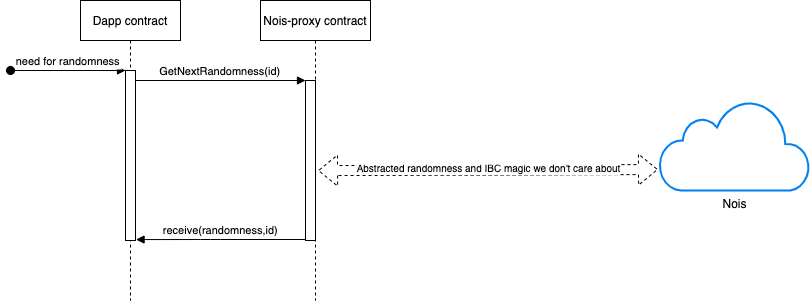 Dapp contract
Nois-proxy contract
need for randomness
GetNextRandomness(id)
Abstracted randomness and IBC magic we don't care about
Nois
receive(randomness,id)